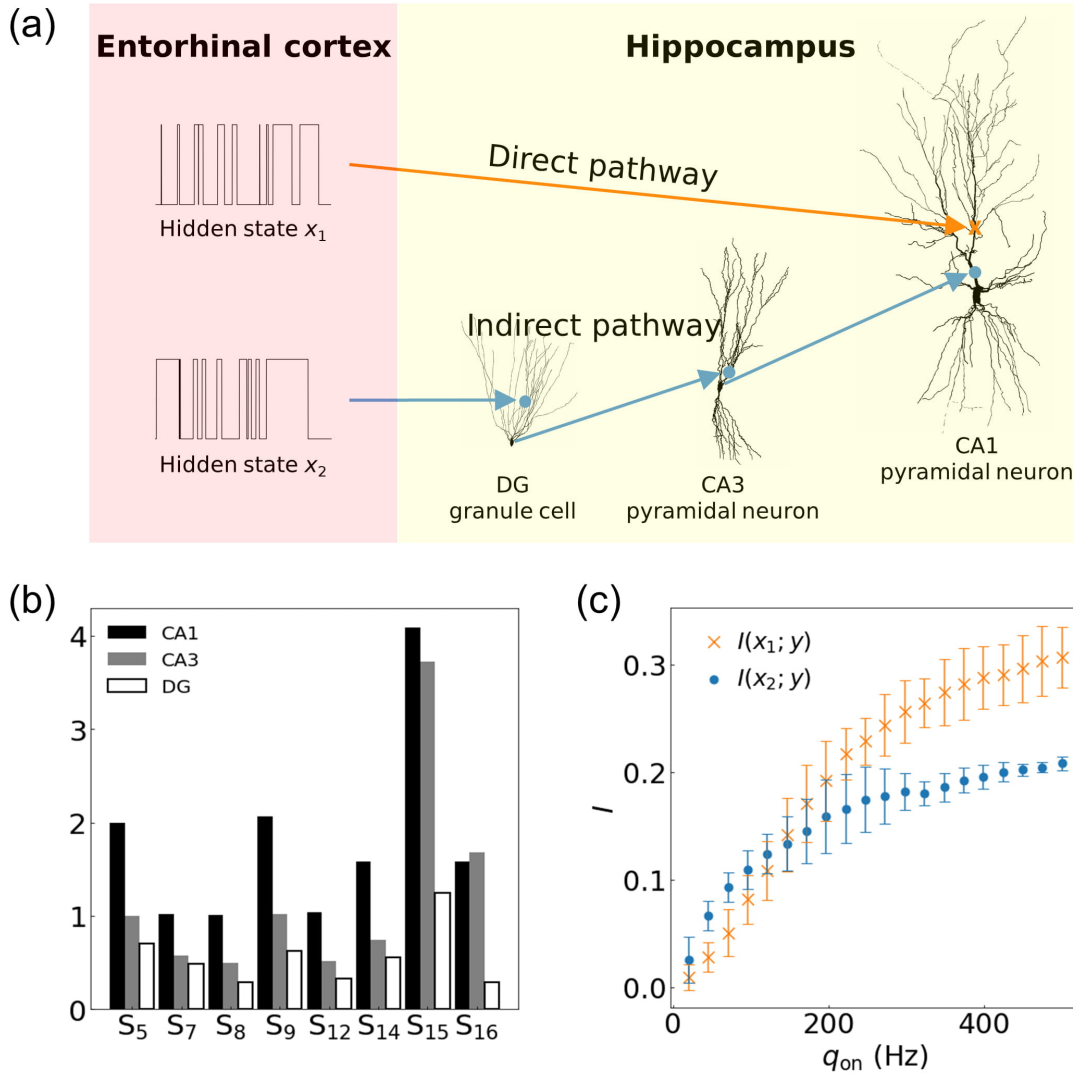 (a)
Entorhinal cortex
Hippocampus
Direct pathway
Hidden state x₁
Indirect pathway
Hidden state x₂
DG
granule cell
CA3
pyramidal neuron
CA1
pyramidal neuron
(b)
4
3
2
1
0
CA1
CA3
DG
S₅ S₇ S₈ S₉ S₁₂ S₁₄ S₁₅ S₁₆
(c)
I(x₁; y)
I(x₂; y)
I
0.3
0.2
0.1
0.0
0 200 400
q_on (Hz)